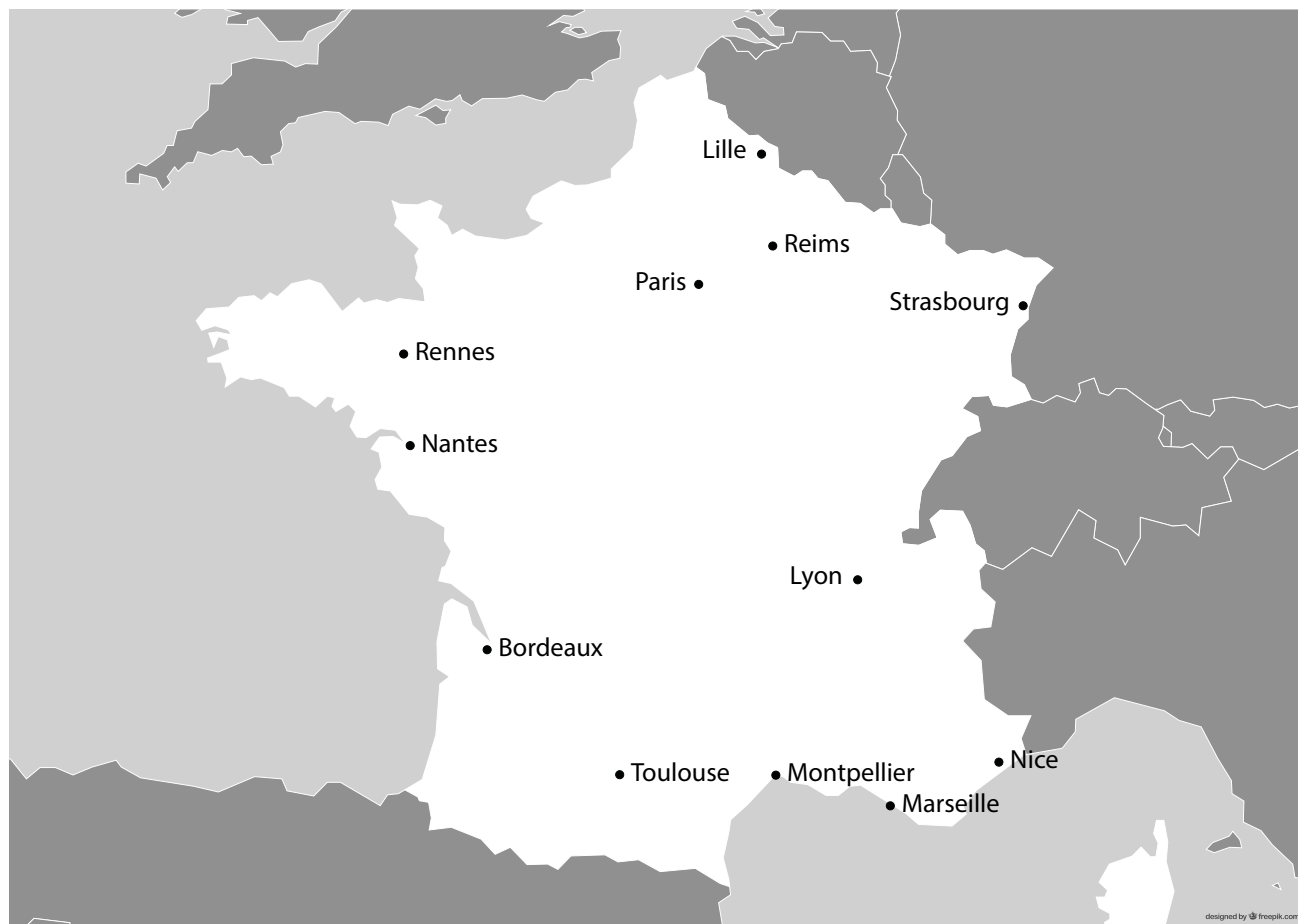 Lille
Reims
Paris
Strasbourg
Rennes
Nantes
Lyon
Bordeaux
Nice
Toulouse
Montpellier
Marseille
designed by freepik.com